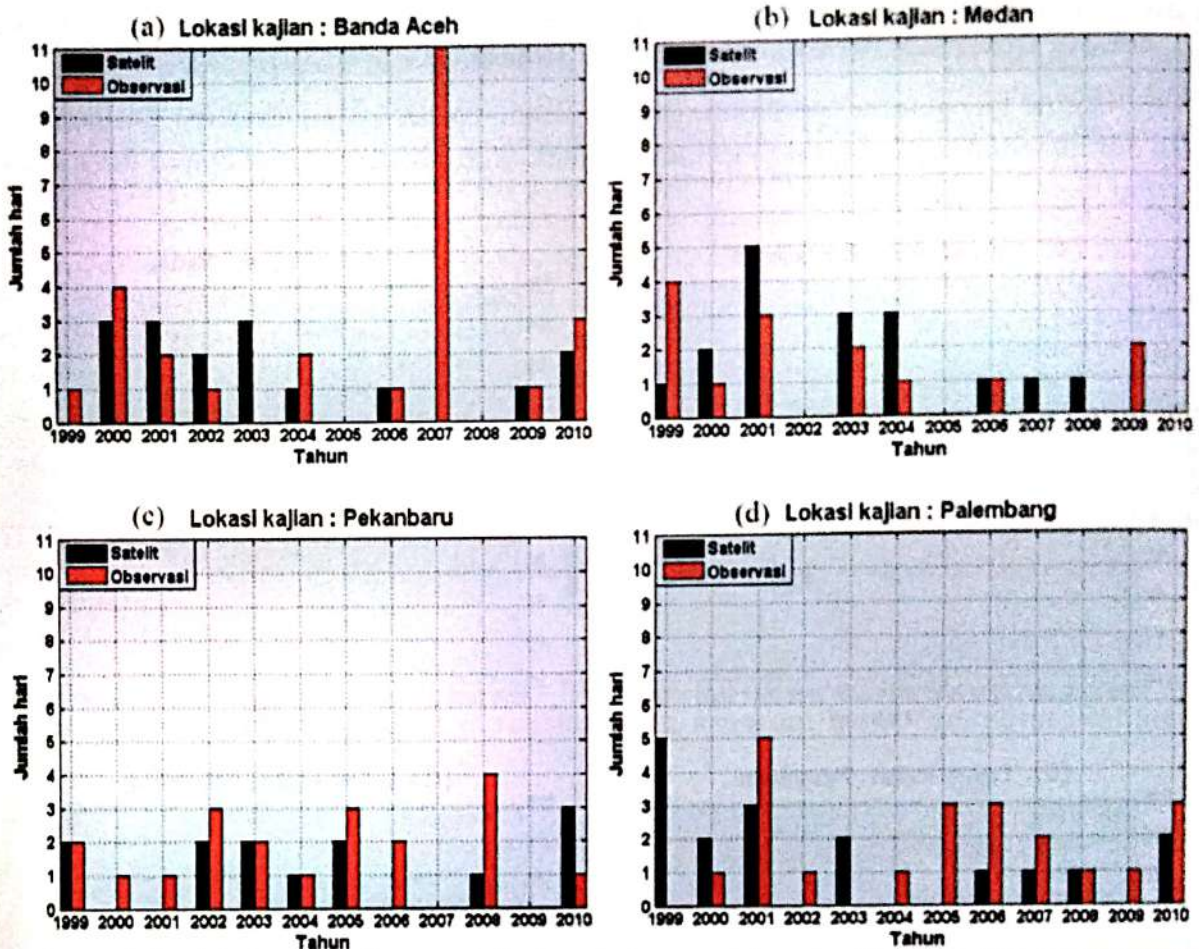 (a) Lokasi kajian : Banda Aceh
11
10
9
8
7
6
5
4
3
2
1
0
Jumlah hari
Satelit
Observasi
1999 2000 2001 2002 2003 2004 2005 2006 2007 2008 2009 2010
Tahun
(b) Lokasi kajian : Medan
11
10
9
8
7
6
5
4
3
2
1
0
Jumlah hari
Satelit
Observasi
1999 2000 2001 2002 2003 2004 2005 2006 2007 2008 2009 2010
Tahun
(c) Lokasi kajian : Pekanbaru
11
10
9
8
7
6
5
4
3
2
1
0
Jumlah hari
Satelit
Observasi
1999 2000 2001 2002 2003 2004 2005 2006 2007 2008 2009 2010
Tahun
(d) Lokasi kajian : Palembang
11
10
9
8
7
6
5
4
3
2
1
0
Jumlah hari
Satelit
Observasi
1999 2000 2001 2002 2003 2004 2005 2006 2007 2008 2009 2010
Tahun